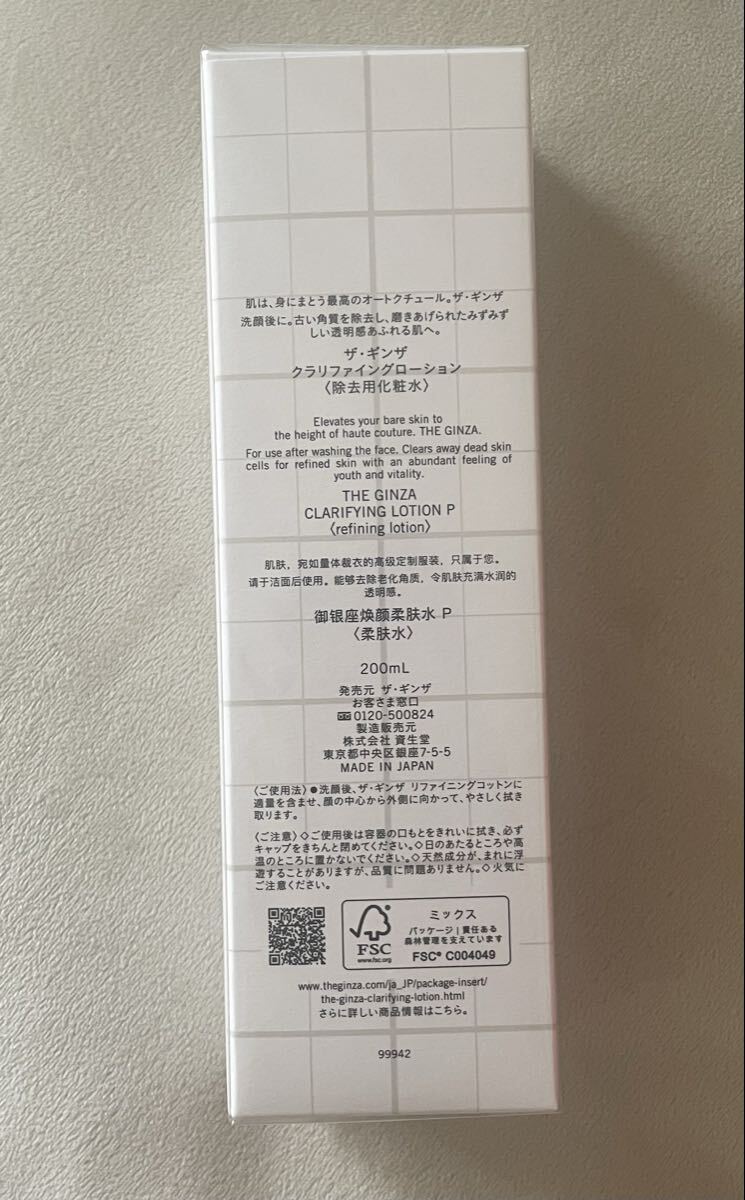 肌は、身にまとう最高のオートクチュール。ザ・ギンザ
洗顔後に。古い角質を除去し、磨きあげられたみずみず
しい透明感あふれる肌へ。
ザ・ギンザ
クラリファイングローション
〈除去用化粧水〉
Elevates your bare skin to
the height of haute couture. THE GINZA.
For use after washing the face. Clears away dead skin
cells for refined skin with an abundant feeling of
youth and vitality.
THE GINZA
CLARIFYING LOTION P
〈refining lotion〉
肌肤，宛如量体裁衣的高级定制服装，只属于您。
请于洁面后使用。能够去除老化角质，令肌肤充满水润的
透明感。
御银座焕颜柔肤水 P
〈柔肤水〉
200mL
発売元 ザ・ギンザ
お客さま窓口
0120-500824
製造販売元
株式会社 資生堂
東京都中央区銀座7-5-5
MADE IN JAPAN
〈ご使用法〉●洗顔後、ザ・ギンザ リファイニングコットンに
適量を含ませ、顔の中心から外側に向かって、やさしく拭き
取ります。
〈ご注意〉◇ご使用後は容器の口もとをきれいに拭き、必ず
キャップをきちんと閉めてください。◇日のあたるところや高
温のところに置かないでください。◇天然成分が、まれに浮
遊することがありますが、品質に問題ありません。◇火気に
ご注意ください。
FSC
www.fsc.org
ミックス
パッケージ｜責任ある
森林管理を支えています
FSC® C004049
www.theginza.com/ja_JP/package-insert/
the-ginza-clarifying-lotion.html
さらに詳しい商品情報はこちら。
99942